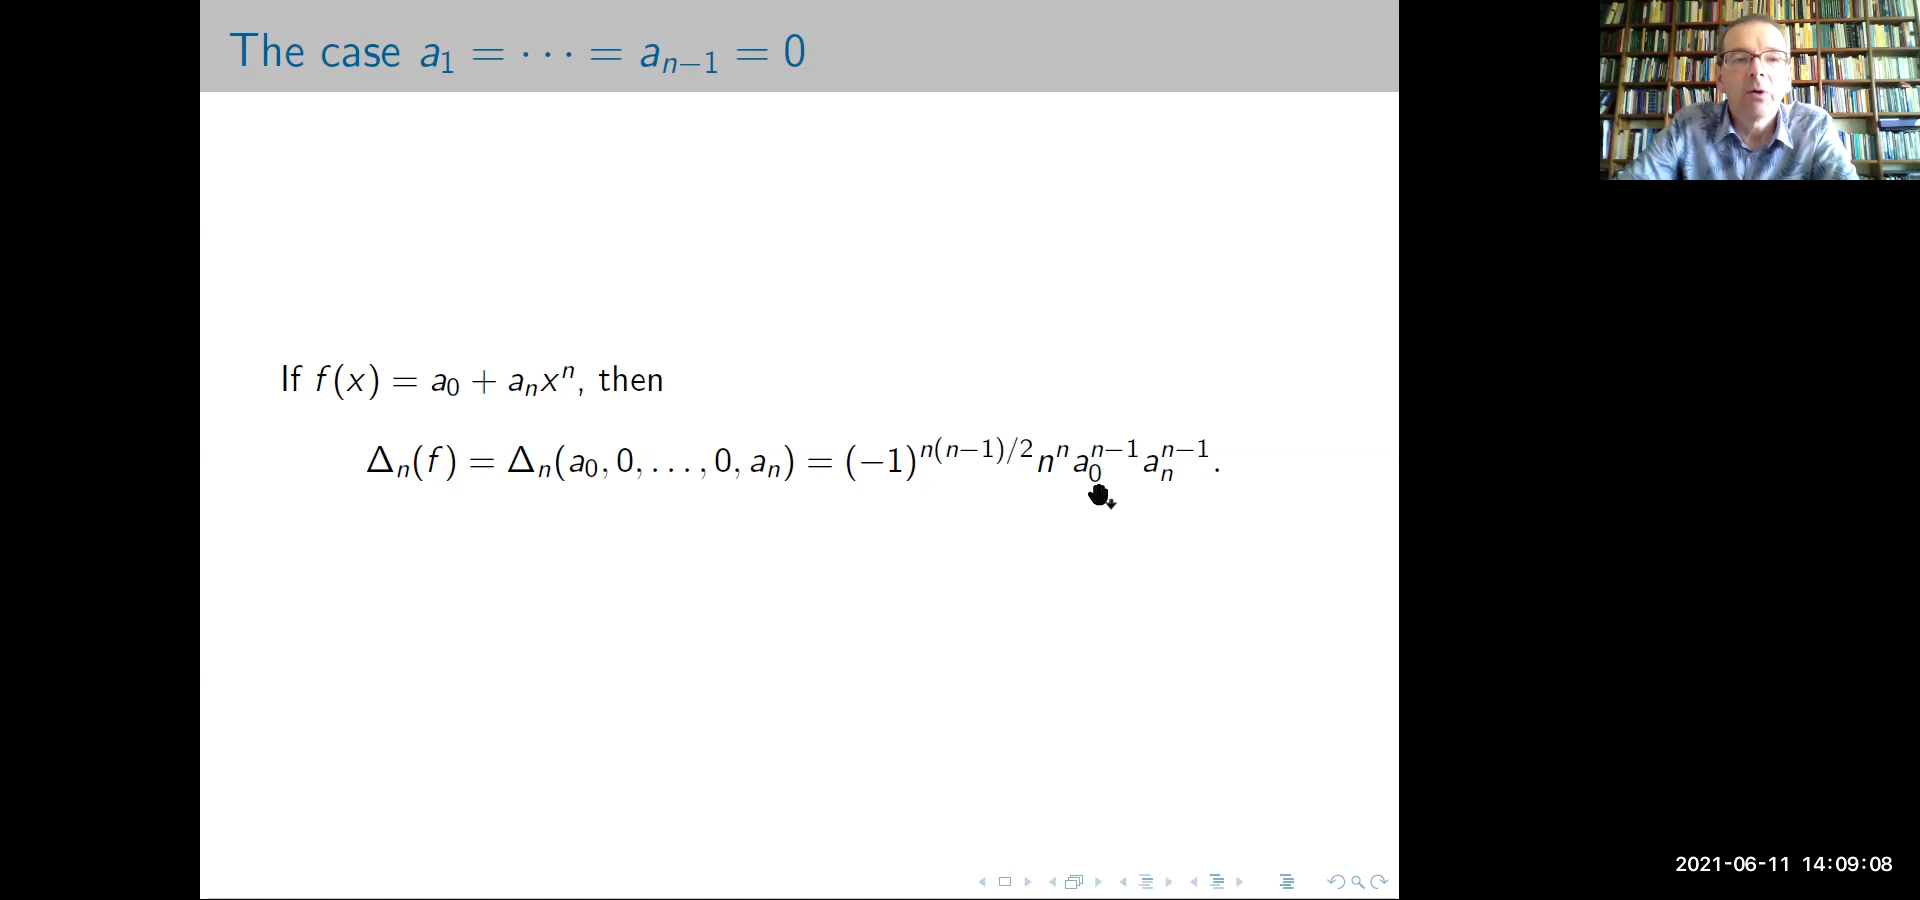 The case a₁ = ··· = aₙ₋₁ = 0
If f(x) = a₀ + aₙxⁿ, then
Δₙ(f) = Δₙ(a₀, 0, . . . , 0, aₙ) = (−1)^{n(n−1)/2} nⁿ a₀^{n−1} aₙ^{n−1}.
2021-06-11 14:09:08